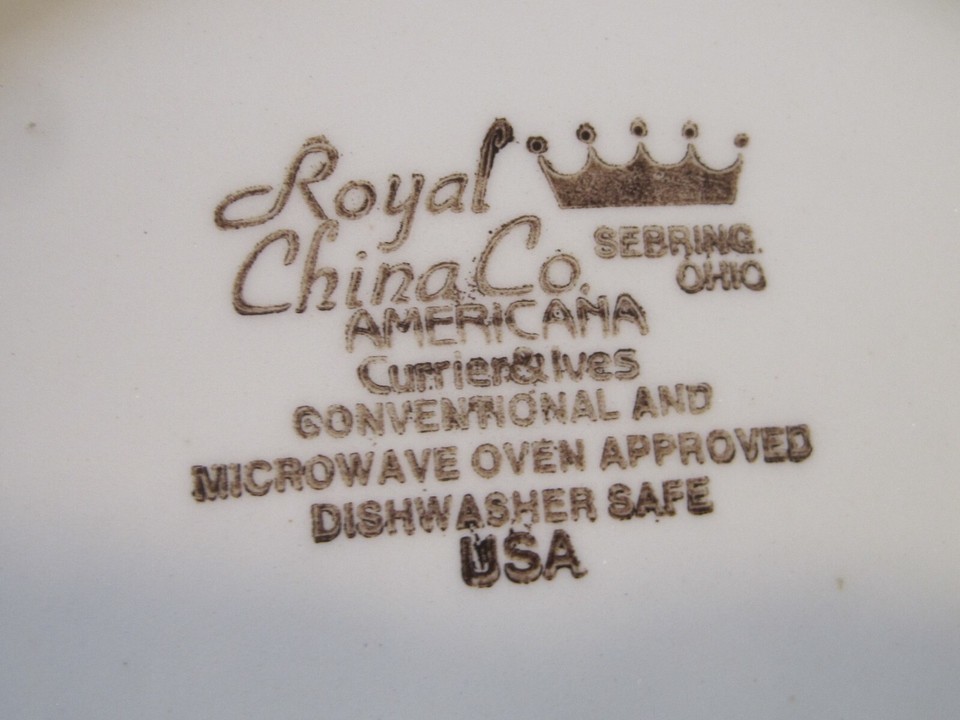 Royal
China Co.
SEBRING.
OHIO
AMERICANA
Currier & Ives
CONVENTIONAL AND
MICROWAVE OVEN APPROVED
DISHWASHER SAFE
USA